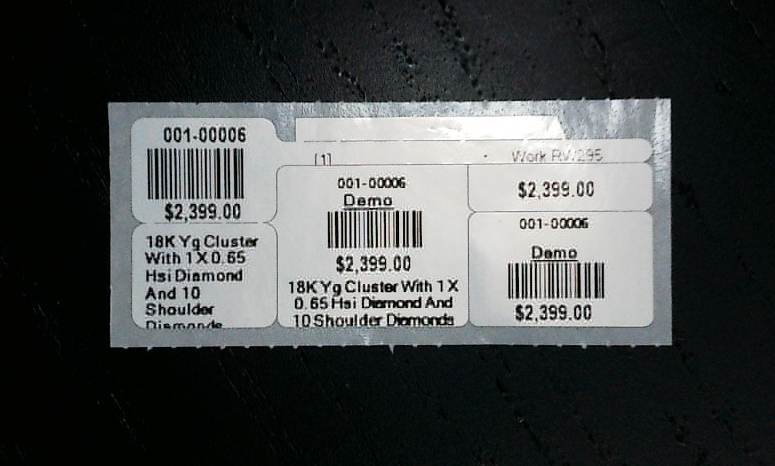 001-00006
$2,399.00
18K Yg Cluster
With 1 X 0.65
Hsi Diamond
And 10
Shoulder
Diamonds
[1]
Work RW295
001-00006
Demo
$2,399.00
18K Yg Cluster With 1 X
0.65 Hsi Diamond And
10 Shoulder Diamonds
$2,399.00
001-00006
Demo
$2,399.00